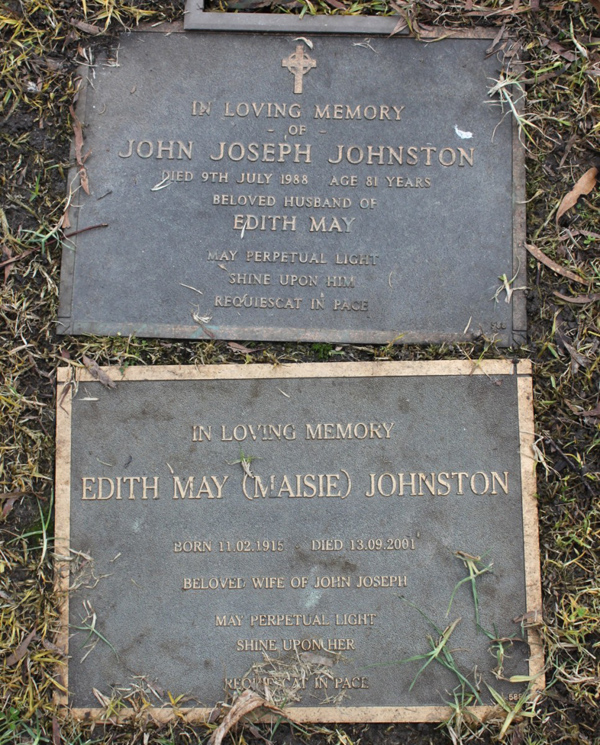 IN LOVING MEMORY
- OF -
JOHN JOSEPH JOHNSTON
DIED 9TH JULY 1988 AGE 81 YEARS
BELOVED HUSBAND OF
EDITH MAY
MAY PERPETUAL LIGHT
SHINE UPON HIM
REQUIESCAT IN PACE
IN LOVING MEMORY
EDITH MAY (MAISIE) JOHNSTON
BORN 11.02.1915 - DIED 13.09.2001
BELOVED WIFE OF JOHN JOSEPH
MAY PERPETUAL LIGHT
SHINE UPON HER
REQUIESCAT IN PACE